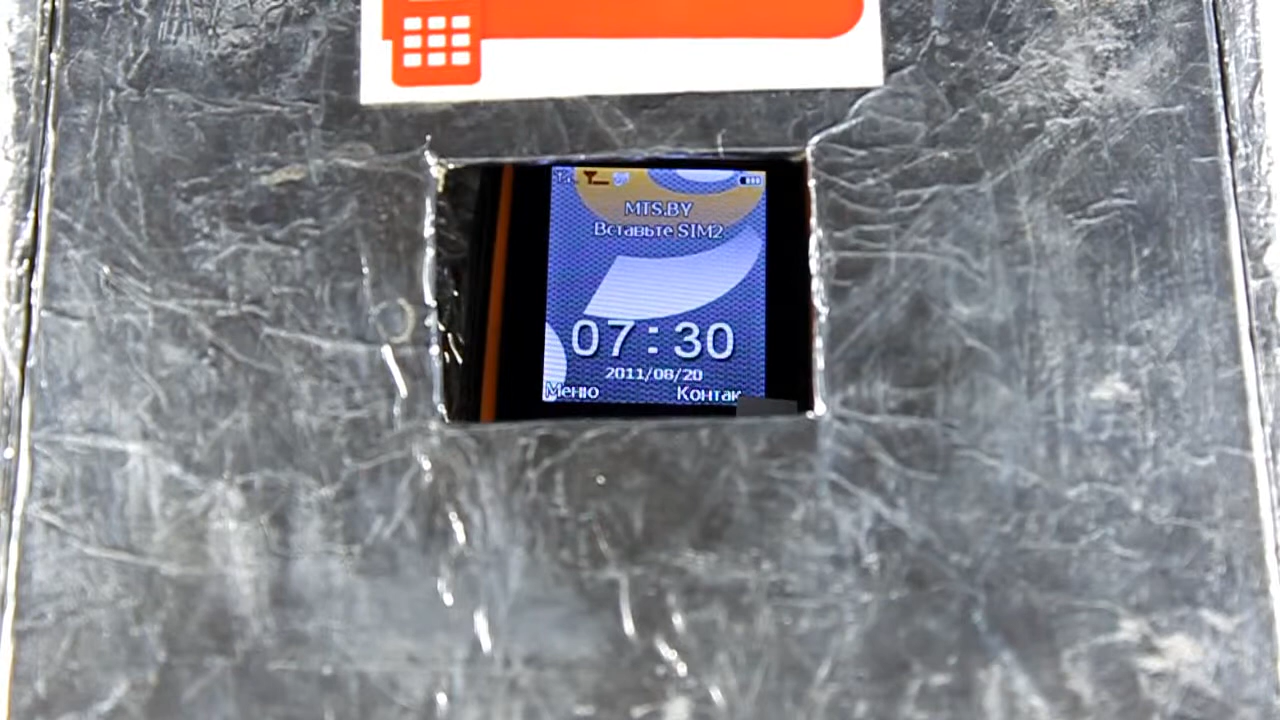 MTS.BY
Вставьте SIM2
07:30
2011/08/20
Меню Контак